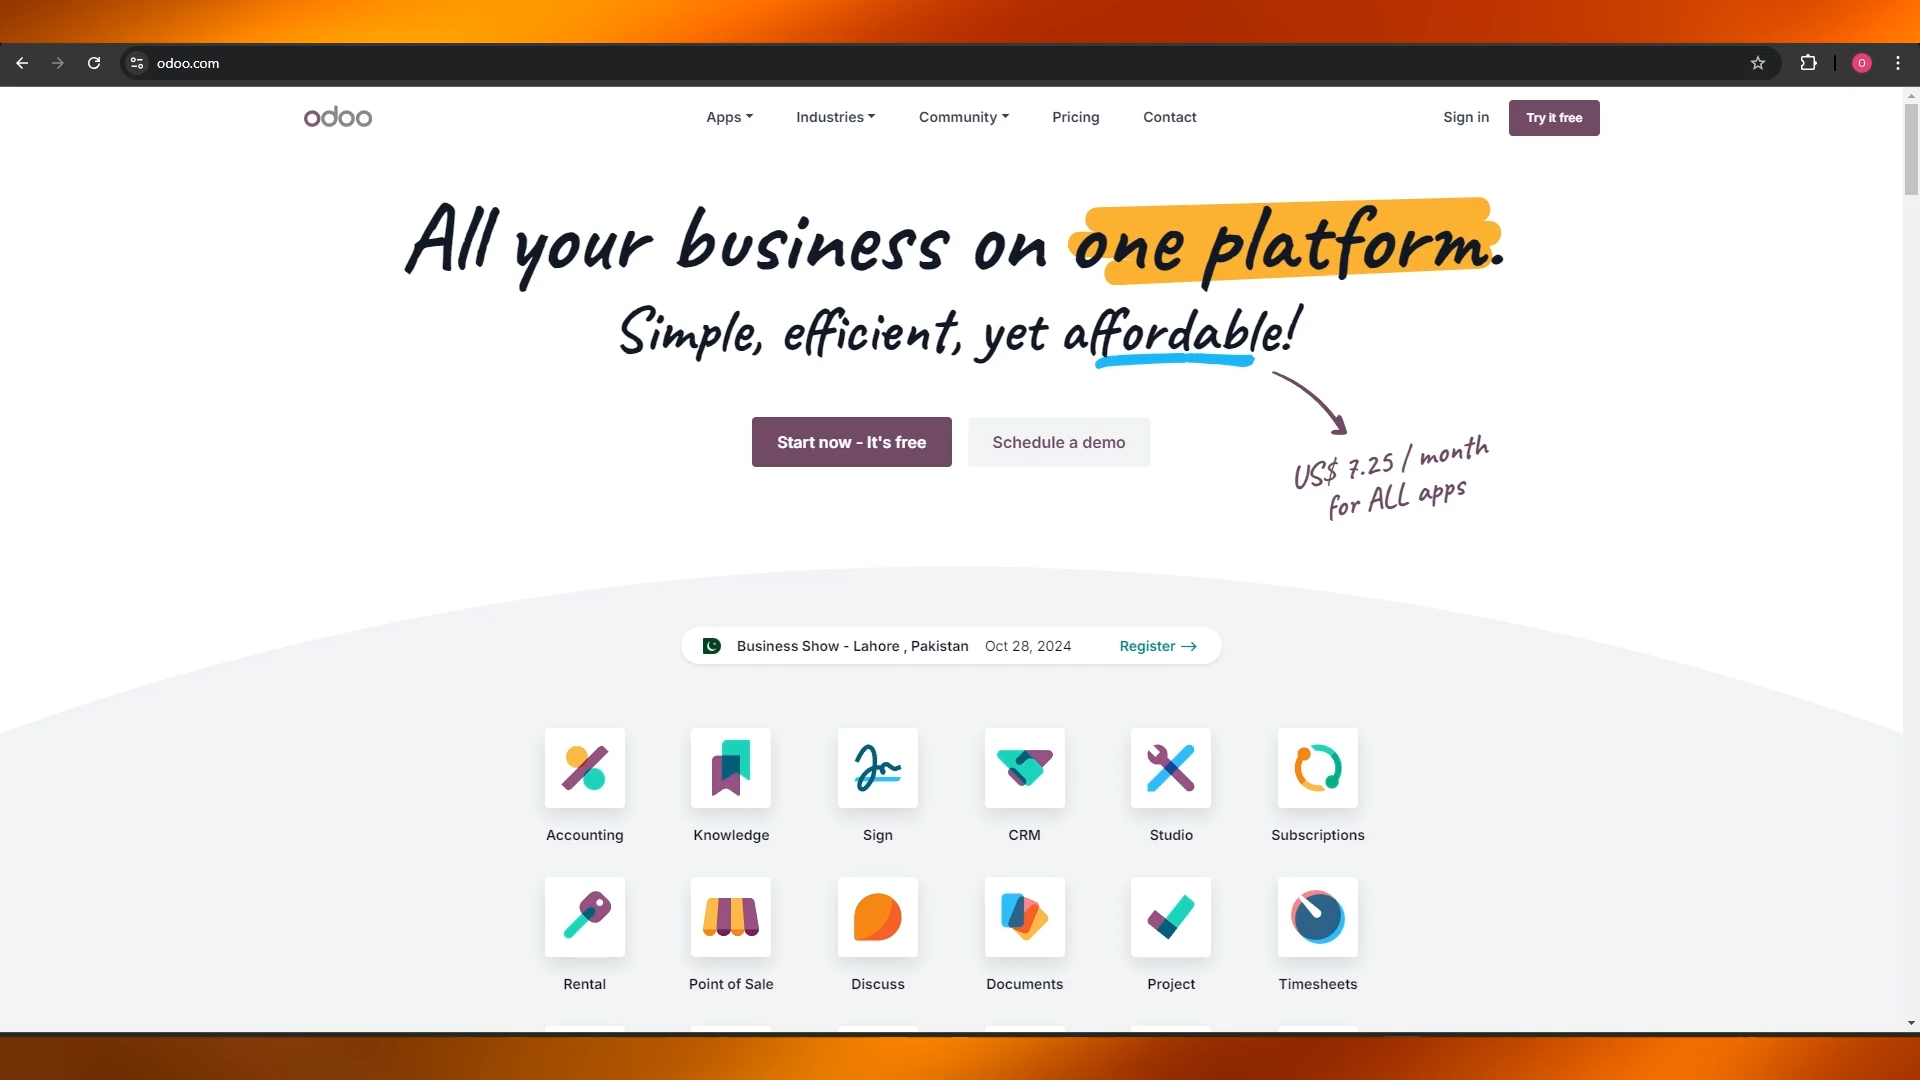 odoo.com
O
odoo
Apps
Industries
Community
Pricing
Contact
Sign in
Try it free
All your business on one platform.
Simple, efficient, yet affordable!
Start now - It's free
Schedule a demo
US$ 7.25 / month
for ALL apps
Business Show - Lahore , Pakistan Oct 28, 2024 Register →
Accounting
Knowledge
Sign
CRM
Studio
Subscriptions
Rental
Point of Sale
Discuss
Documents
Project
Timesheets